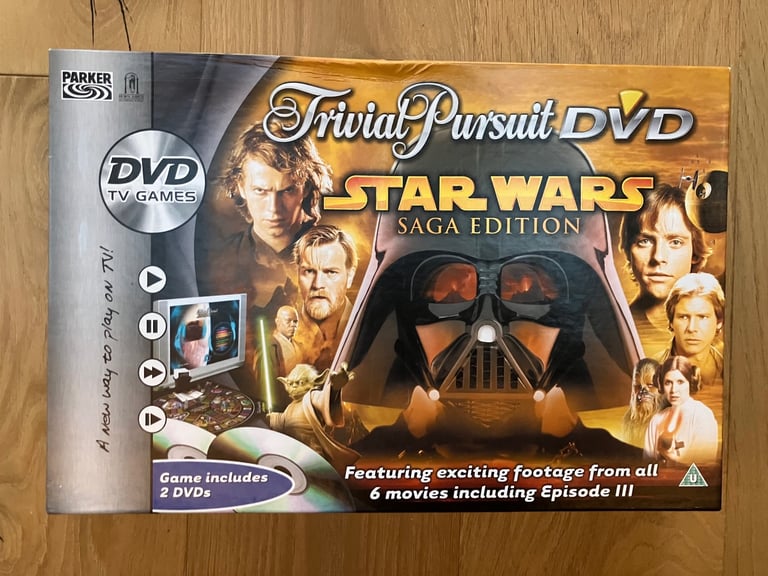 PARKER
Trivial Pursuit DVD
DVD
TV GAMES
STAR WARS
SAGA EDITION
A new way to play on TV!
Game includes
2 DVDs
Featuring exciting footage from all
6 movies including Episode III
U